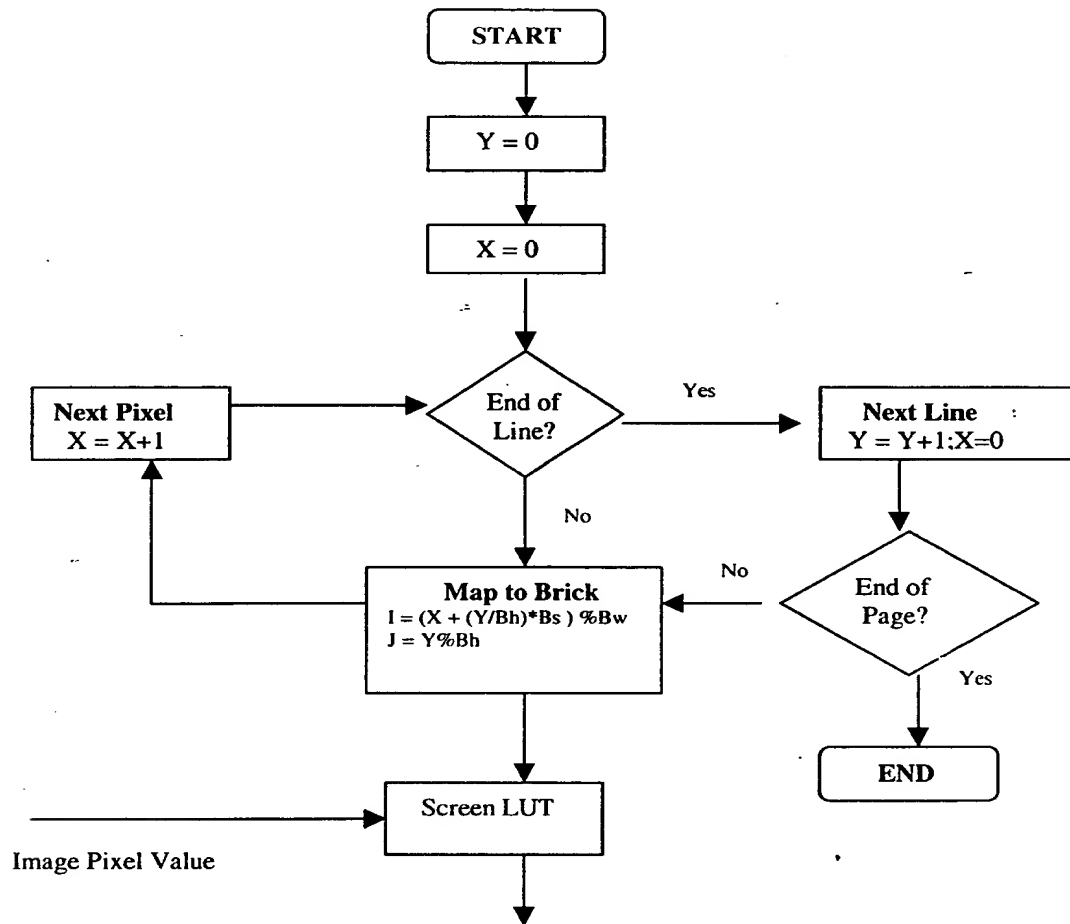 START
Y = 0
X = 0
Next Pixel
X = X+1
End of
Line?
Yes
Next Line
Y = Y+1;X=0
No
Map to Brick
I = (X + (Y/Bh)*Bs ) %Bw
J = Y%Bh
No
End of
Page?
Yes
END
Screen LUT
Image Pixel Value